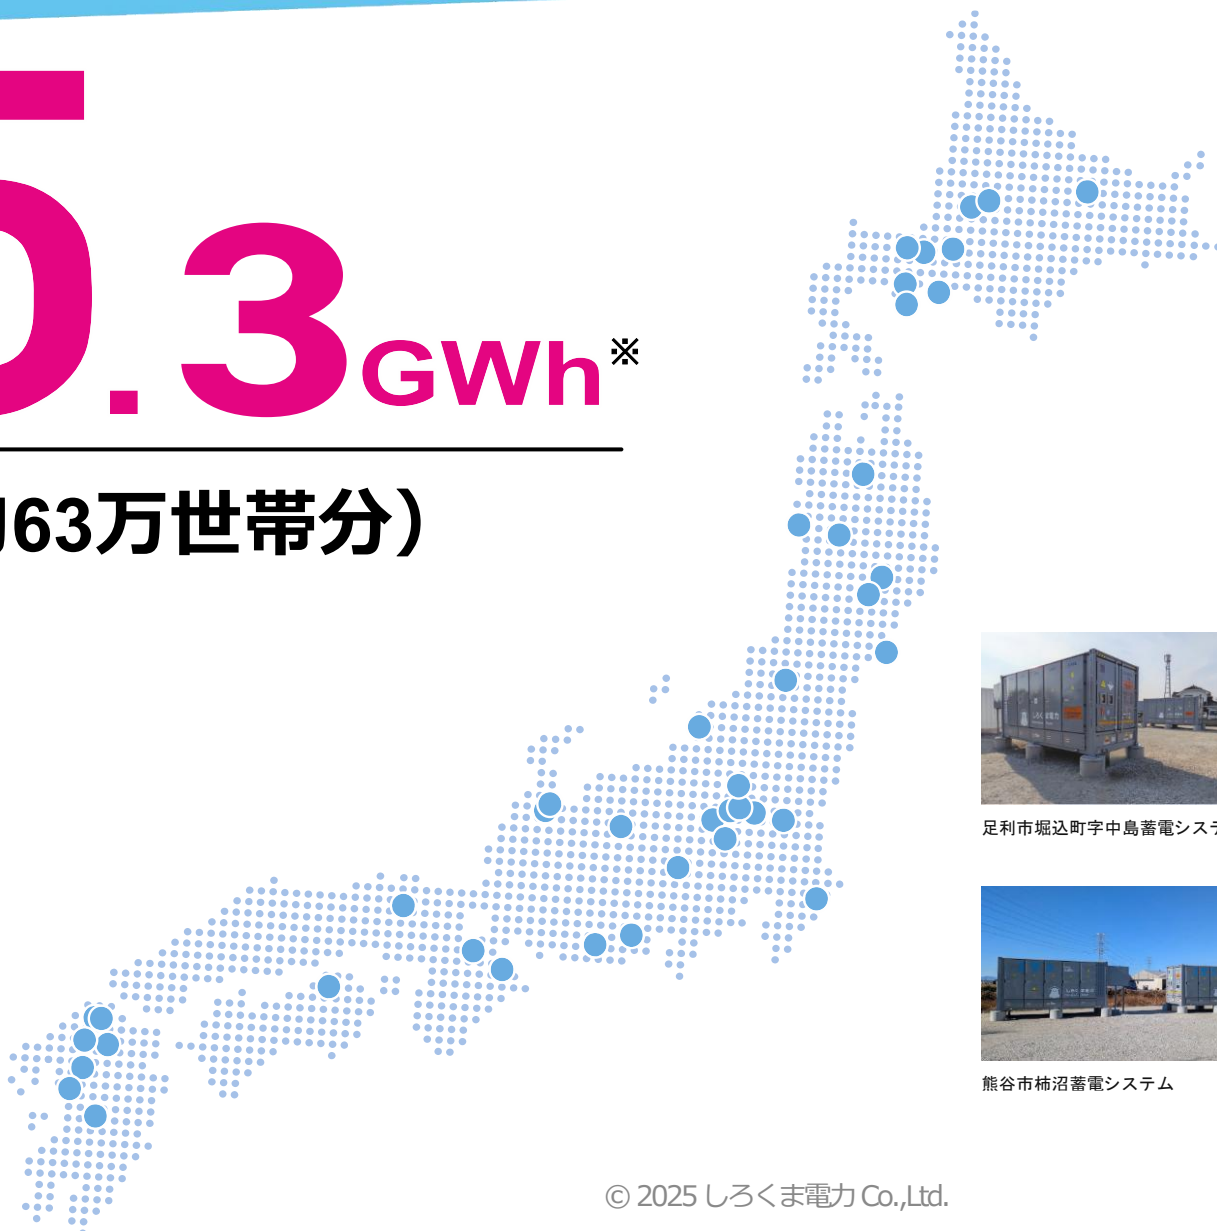 5.3GWh※
63万世帯分）
足利市堀込町字中島蓄電システ
熊谷市柿沼蓄電システム
© 2025 しろくま電力 Co.,Ltd.